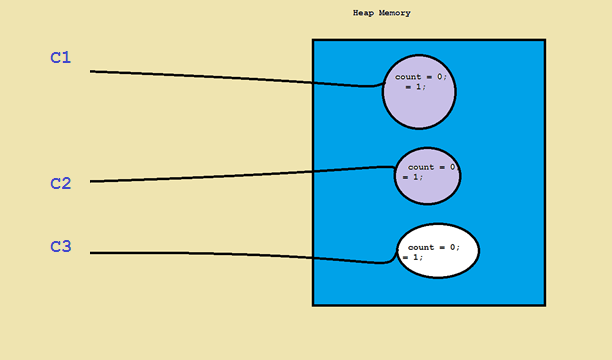 Heap Memory
C1
count = 0;
= 1;
C2
count = 0
= 1;
C3
count = 0;
= 1;